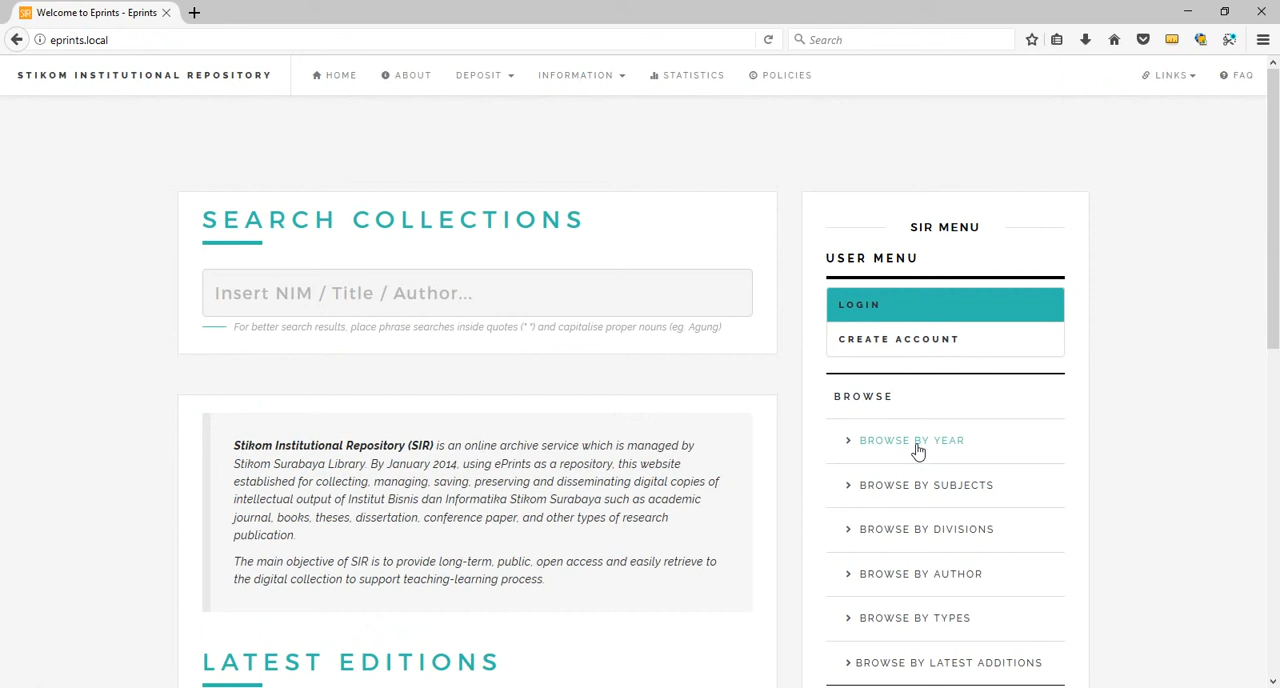 Welcome to Eprints - Eprints
eprints.local
Search
STIKOM INSTITUTIONAL REPOSITORY
HOME
ABOUT
DEPOSIT
INFORMATION
STATISTICS
POLICIES
LINKS
FAQ
SEARCH COLLECTIONS
Insert NIM / Title / Author...
For better search results, place phrase searches inside quotes (" ") and capitalise proper nouns (eg. Agung)
Stikom Institutional Repository (SIR) is an online archive service which is managed by
Stikom Surabaya Library. By January 2014, using ePrints as a repository, this website
established for collecting, managing, saving, preserving and disseminating digital copies of
intellectual output of Institut Bisnis dan Informatika Stikom Surabaya such as academic
journal, books, theses, dissertation, conference paper, and other types of research
publication.
The main objective of SIR is to provide long-term, public, open access and easily retrieve to
the digital collection to support teaching-learning process.
LATEST EDITIONS
SIR MENU
USER MENU
LOGIN
CREATE ACCOUNT
BROWSE
BROWSE BY YEAR
BROWSE BY SUBJECTS
BROWSE BY DIVISIONS
BROWSE BY AUTHOR
BROWSE BY TYPES
BROWSE BY LATEST ADDITIONS